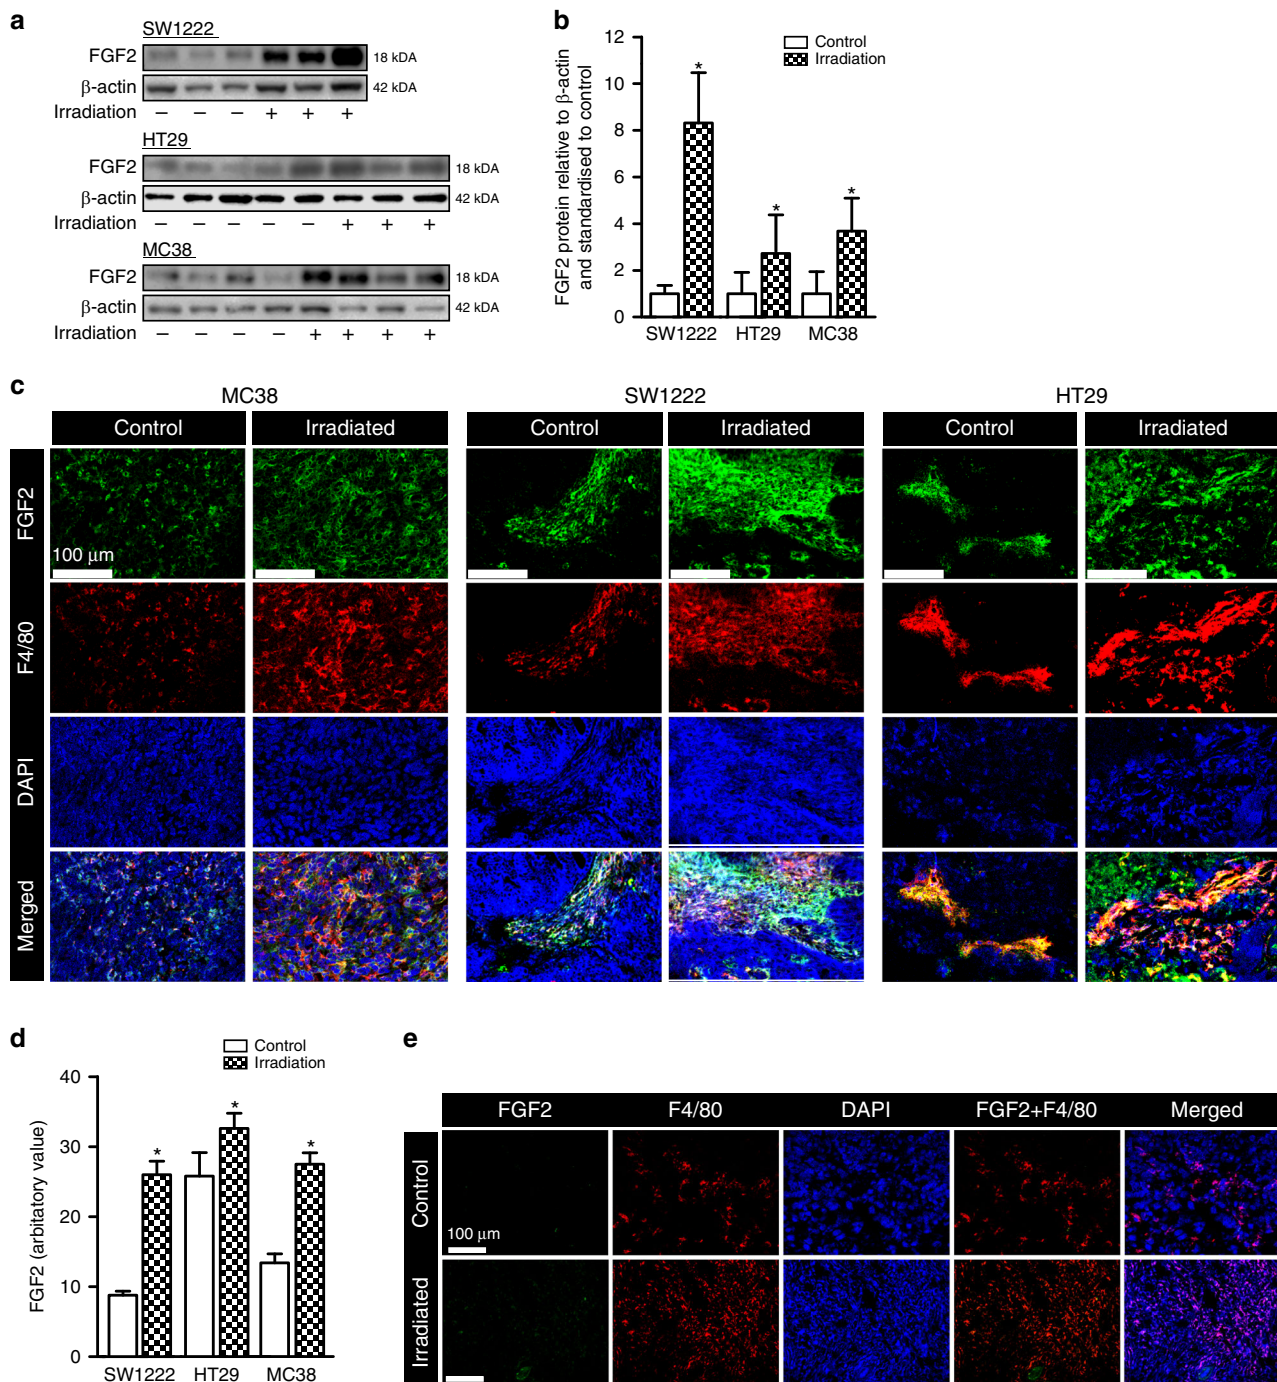 a
SW1222
FGF2
18 kDA
β-actin
42 kDA
Irradiation − − − + + +
HT29
FGF2
18 kDA
β-actin
42 kDA
Irradiation − − − − − + + +
MC38
FGF2
18 kDA
β-actin
42 kDA
Irradiation − − − − + + + +
b
FGF2 protein relative to β-actin
and standardised to control
12
10
8
6
4
2
0
Control
Irradiation
* * *
SW1222 HT29 MC38
c
MC38 SW1222 HT29
Control Irradiated Control Irradiated Control Irradiated
FGF2
100 μm
F4/80
DAPI
Merged
d
Control
Irradiation
FGF2 (arbitatory value)
40
30
20
10
0
* * *
SW1222 HT29 MC38
e
FGF2 F4/80 DAPI FGF2+F4/80 Merged
Control
100 μm
Irradiated